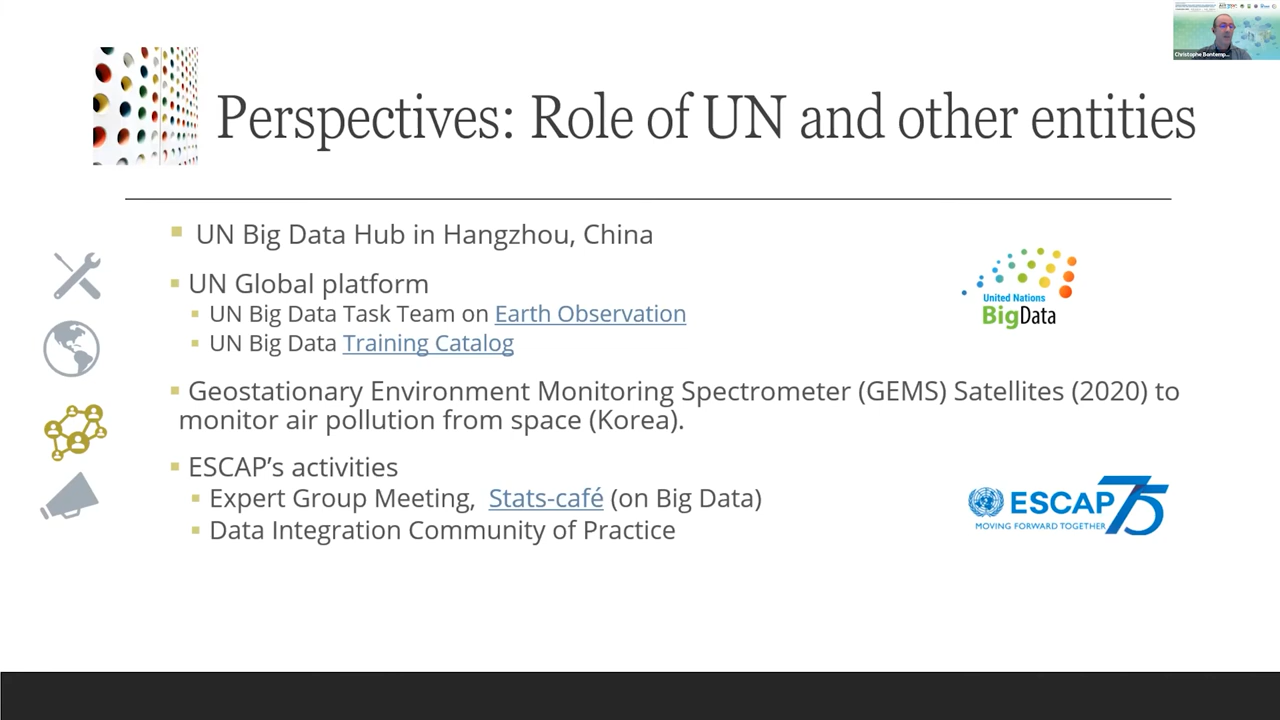 Christophe Bontemp...
Perspectives: Role of UN and other entities
UN Big Data Hub in Hangzhou, China
UN Global platform
UN Big Data Task Team on Earth Observation
UN Big Data Training Catalog
United Nations
BigData
Geostationary Environment Monitoring Spectrometer (GEMS) Satellites (2020) to
monitor air pollution from space (Korea).
ESCAP’s activities
Expert Group Meeting, Stats-café (on Big Data)
Data Integration Community of Practice
ESCAP 75
MOVING FORWARD TOGETHER